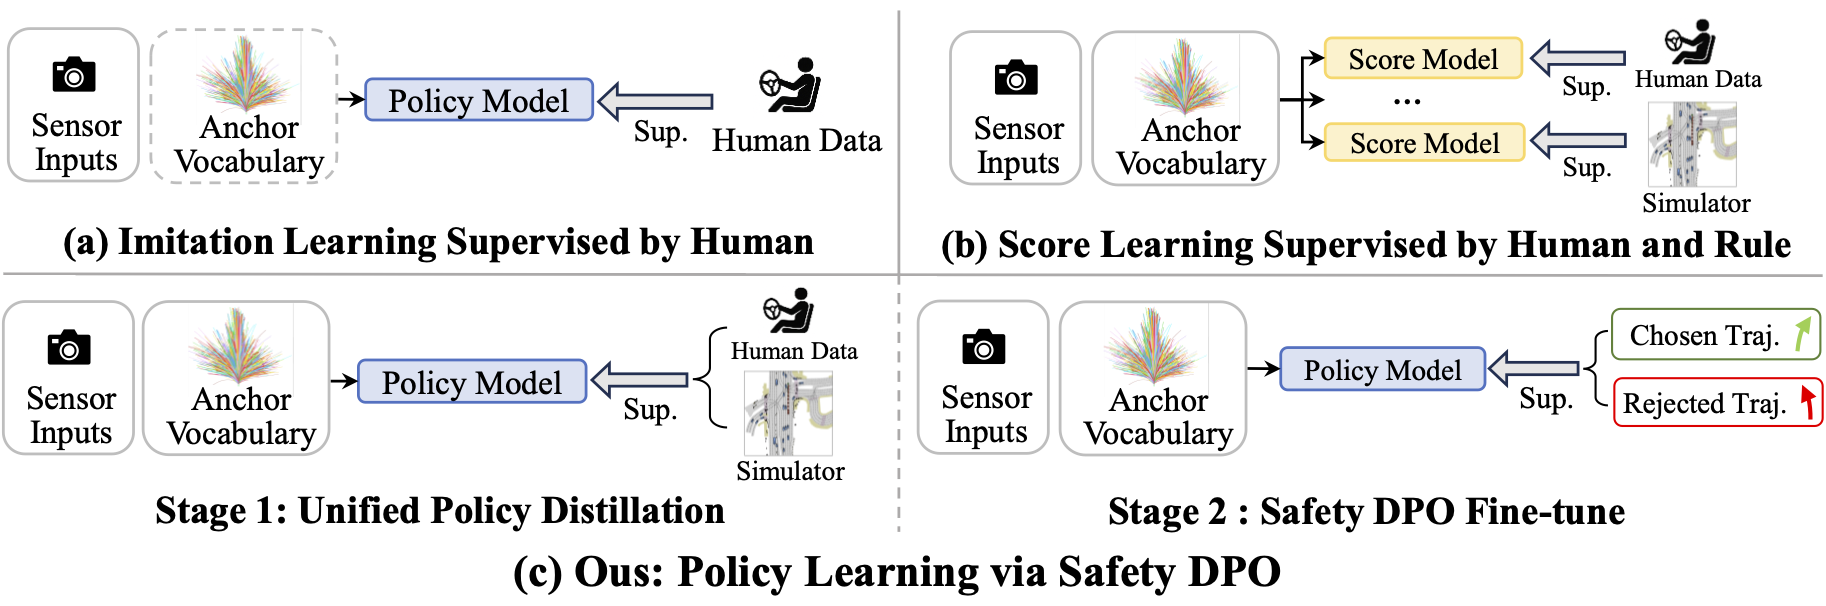 Sensor
Inputs
Anchor
Vocabulary
Policy Model
Sup.
Human Data
(a) Imitation Learning Supervised by Human
Sensor
Inputs
Anchor
Vocabulary
Score Model
...
Score Model
Sup.
Human Data
Sup.
Simulator
(b) Score Learning Supervised by Human and Rule
Sensor
Inputs
Anchor
Vocabulary
Policy Model
Sup.
Human Data
Simulator
Stage 1: Unified Policy Distillation
Sensor
Inputs
Anchor
Vocabulary
Policy Model
Sup.
Chosen Traj.
Rejected Traj.
Stage 2 : Safety DPO Fine-tune
(c) Ous: Policy Learning via Safety DPO